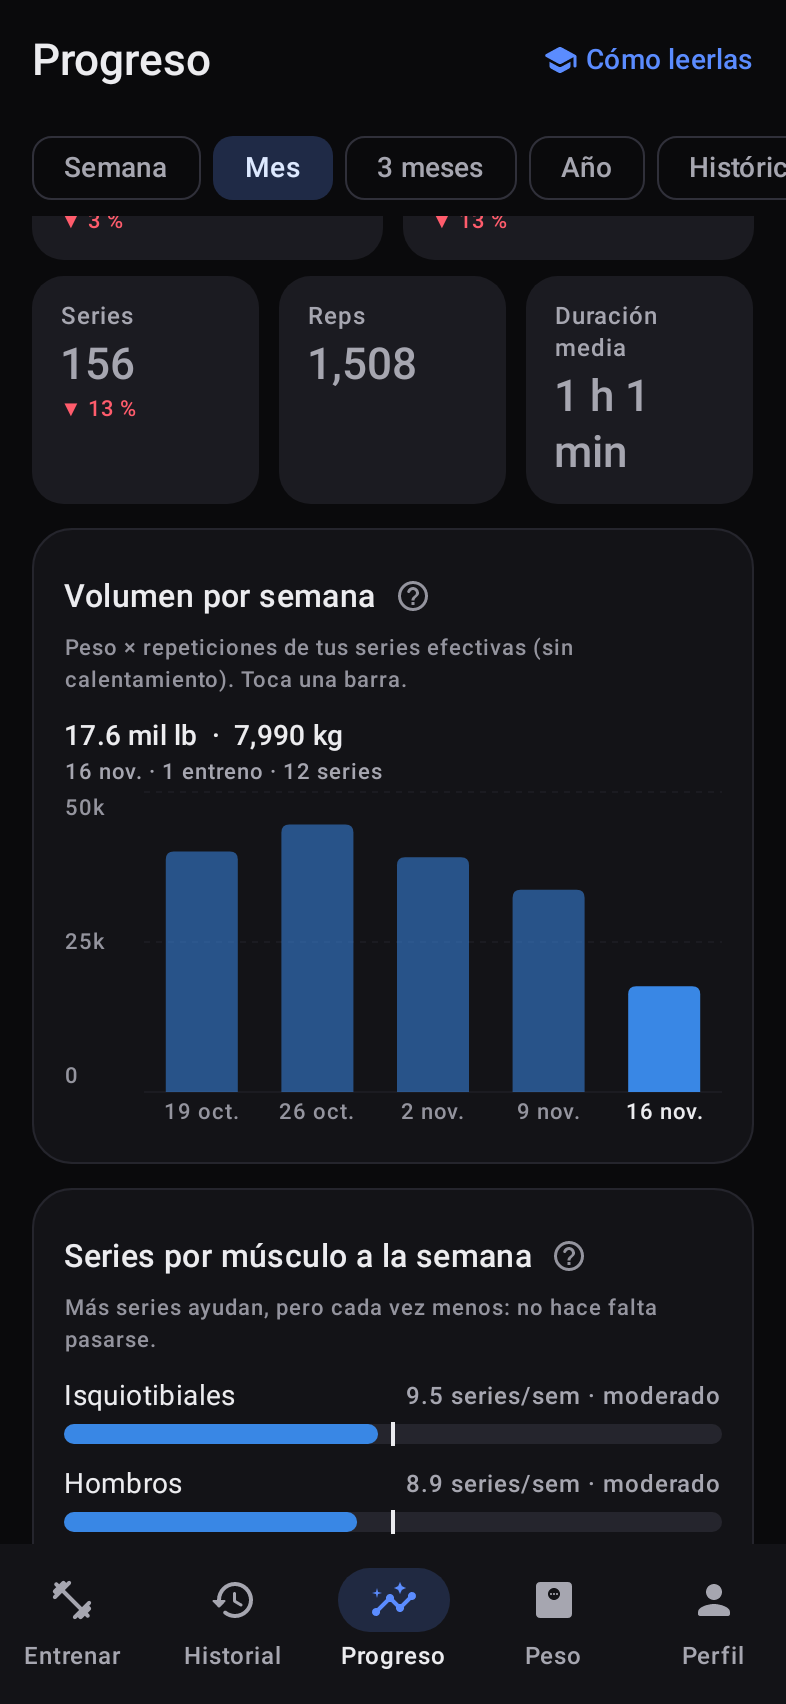 Progreso
Cómo leerlas
Semana
Mes
3 meses
Año
Históric
▼ 3 %
▼ 13 %
Series
156
▼ 13 %
Reps
1,508
Duración
media
1 h 1
min
Volumen por semana
Peso × repeticiones de tus series efectivas (sin
calentamiento). Toca una barra.
17.6 mil lb · 7,990 kg
16 nov. · 1 entreno · 12 series
50k
25k
0
19 oct.
26 oct.
2 nov.
9 nov.
16 nov.
Series por músculo a la semana
Más series ayudan, pero cada vez menos: no hace falta
pasarse.
Isquiotibiales
9.5 series/sem · moderado
Hombros
8.9 series/sem · moderado
Entrenar
Historial
Progreso
Peso
Perfil